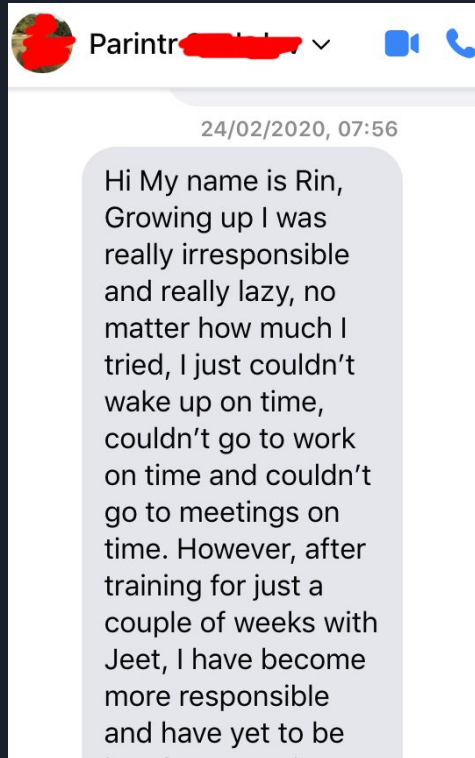 Parintr
24/02/2020, 07:56
Hi My name is Rin,
Growing up I was
really irresponsible
and really lazy, no
matter how much I
tried, I just couldn't
wake up on time,
couldn't go to work
on time and couldn't
go to meetings on
time. However, after
training for just a
couple of weeks with
Jeet, I have become
more responsible
and have yet to be